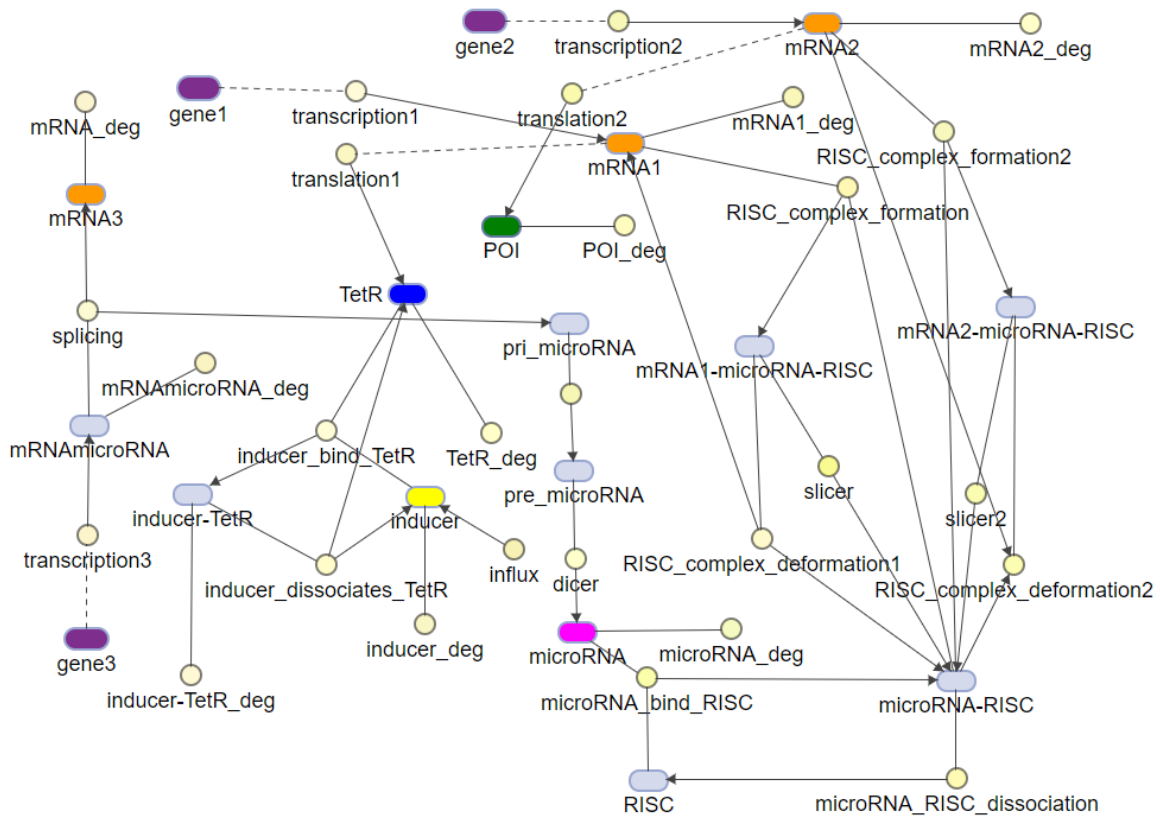 gene2
transcription2
mRNA2
mRNA2_deg
gene1
transcription1
translation2
mRNA1_deg
mRNA_deg
translation1
mRNA1
RISC_complex_formation2
mRNA3
RISC_complex_formation
POI
POI_deg
TetR
splicing
pri_microRNA
mRNA2-microRNA-RISC
mRNAmicroRNA_deg
mRNA1-microRNA-RISC
mRNAmicroRNA
inducer_bind_TetR
TetR_deg
pre_microRNA
slicer
inducer-TetR
inducer
slicer2
transcription3
influx
dicer
RISC_complex_deformation1
inducer_dissociates_TetR
RISC_complex_deformation2
gene3
inducer_deg
microRNA
microRNA_deg
inducer-TetR_deg
microRNA_bind_RISC
microRNA-RISC
RISC
microRNA_RISC_dissociation